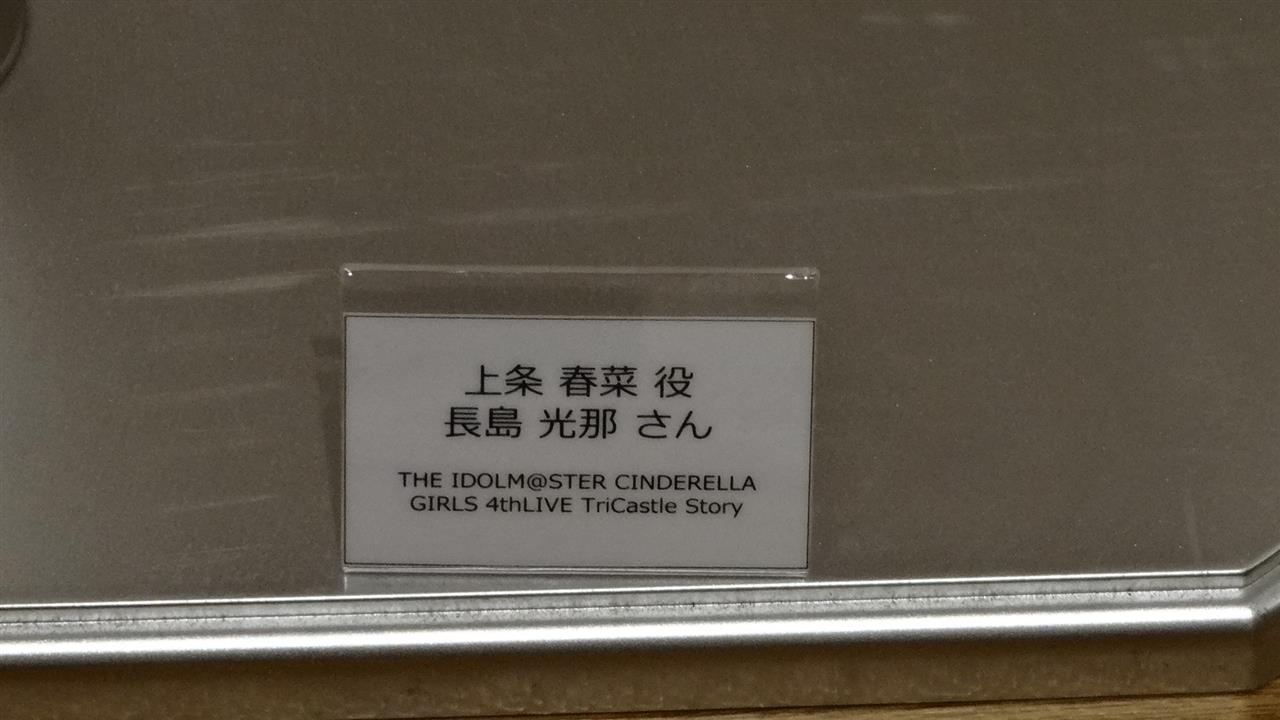 上条 春菜 役
長島 光那 さん
THE IDOLM@STER CINDERELLA
GIRLS 4thLIVE TriCastle Story